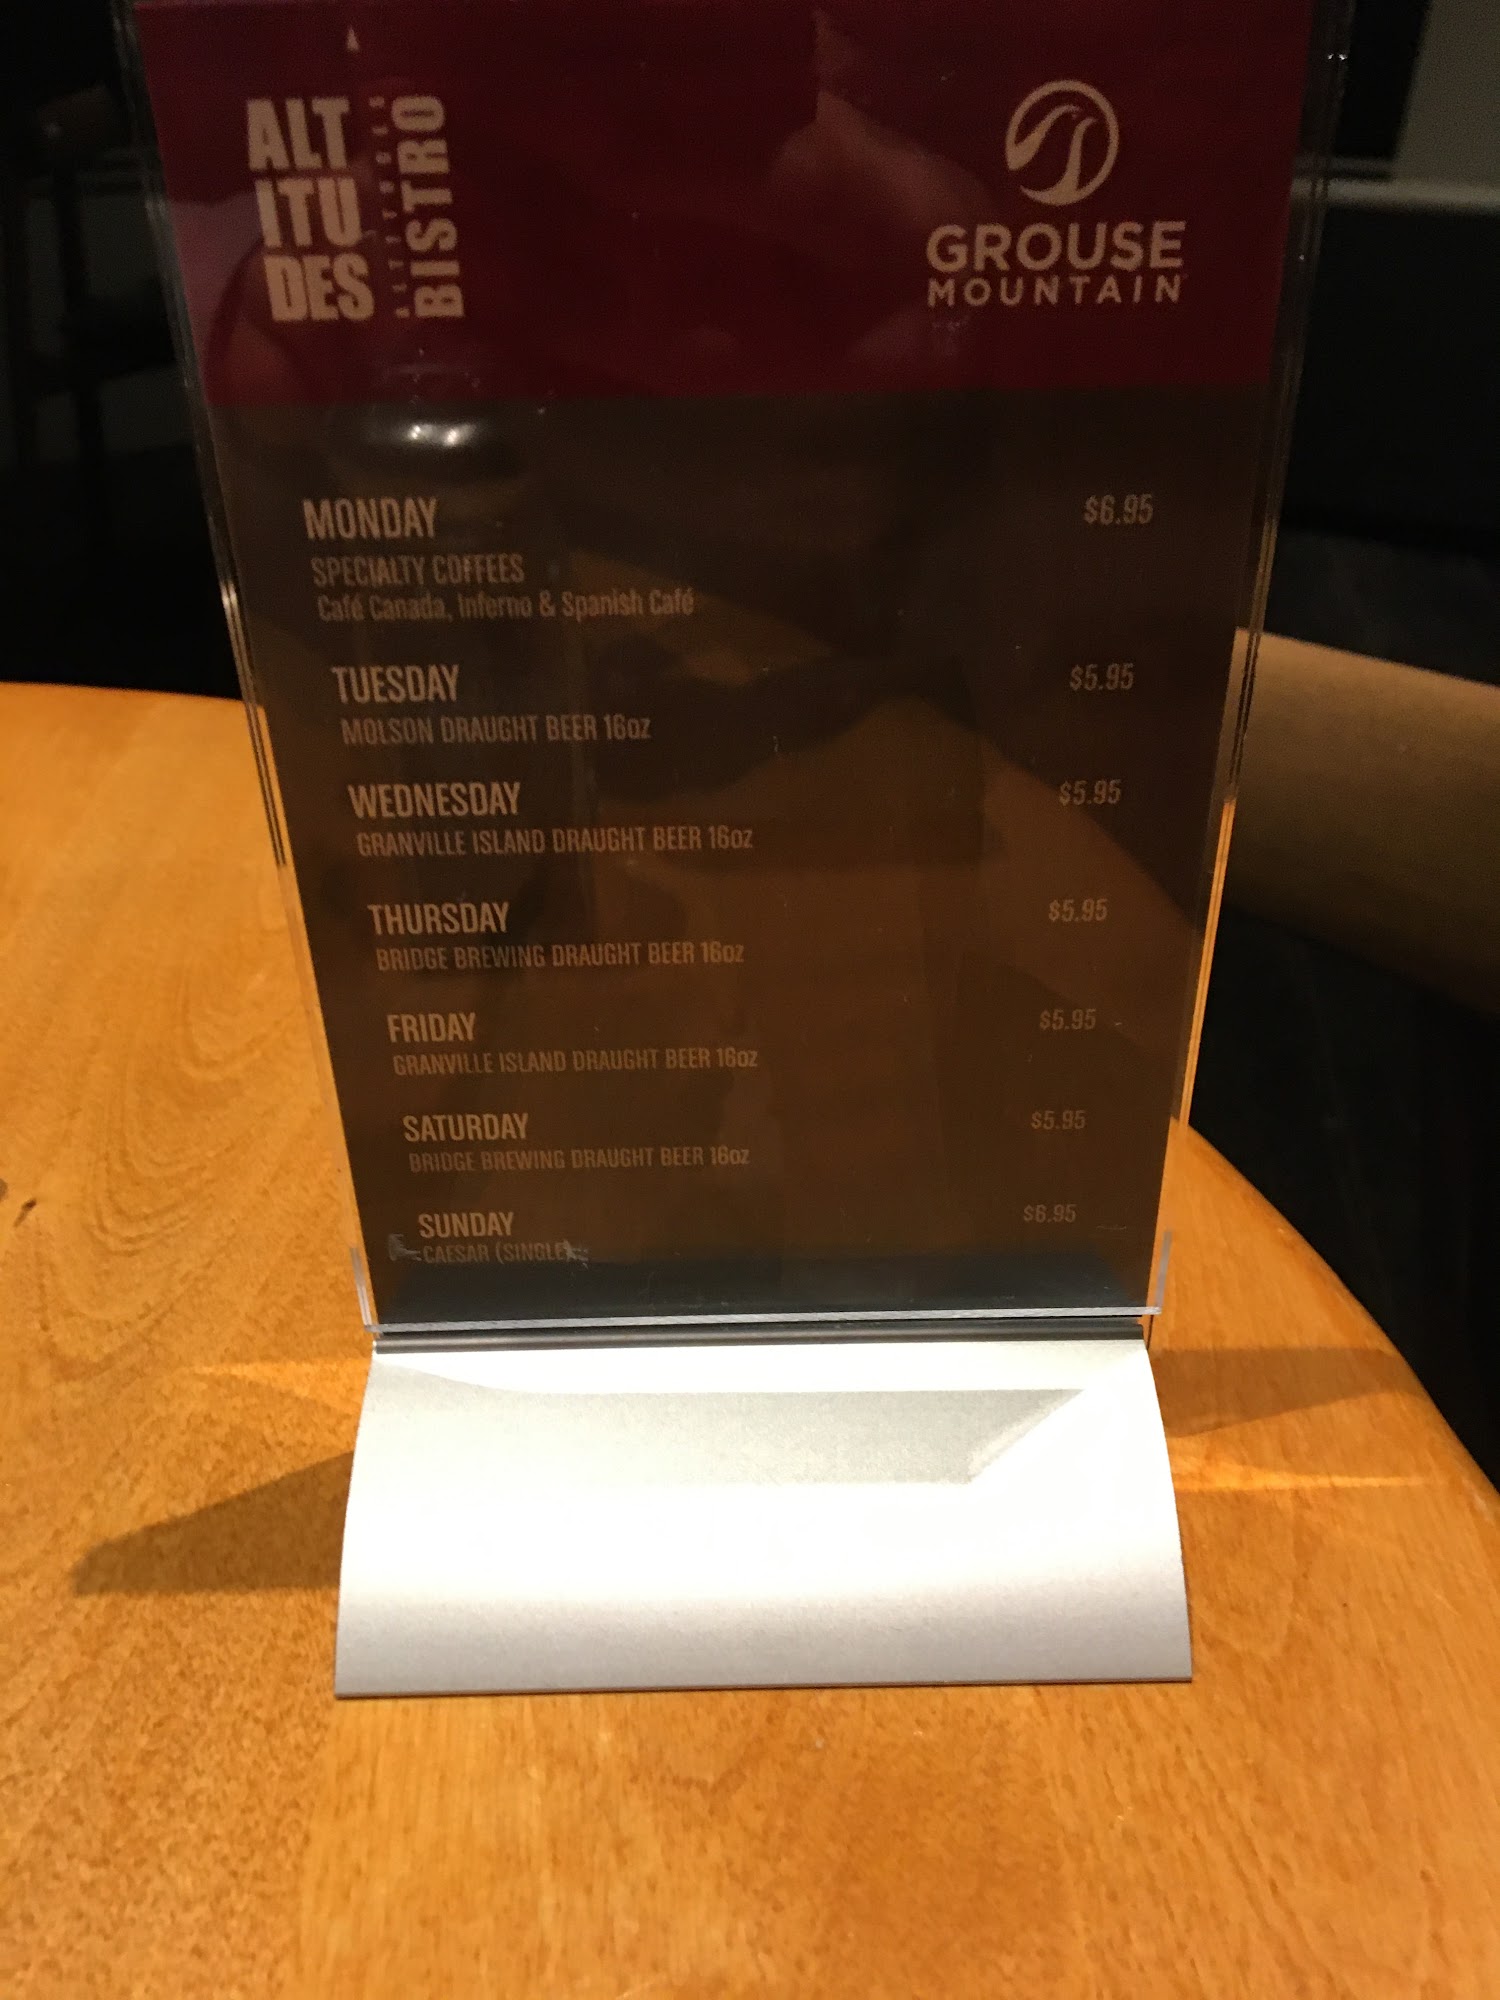 ALT
ITU
DES
ALTITUDES
BISTRO
GROUSE
MOUNTAIN
MONDAY $6.95
SPECIALTY COFFEES
Café Canada, Inferno & Spanish Café
TUESDAY $5.95
MOLSON DRAUGHT BEER 16oz
WEDNESDAY $5.95
GRANVILLE ISLAND DRAUGHT BEER 16oz
THURSDAY $5.95
BRIDGE BREWING DRAUGHT BEER 16oz
FRIDAY $5.95
GRANVILLE ISLAND DRAUGHT BEER 16oz
SATURDAY $5.95
BRIDGE BREWING DRAUGHT BEER 16oz
SUNDAY $6.95
CAESAR (SINGLE)